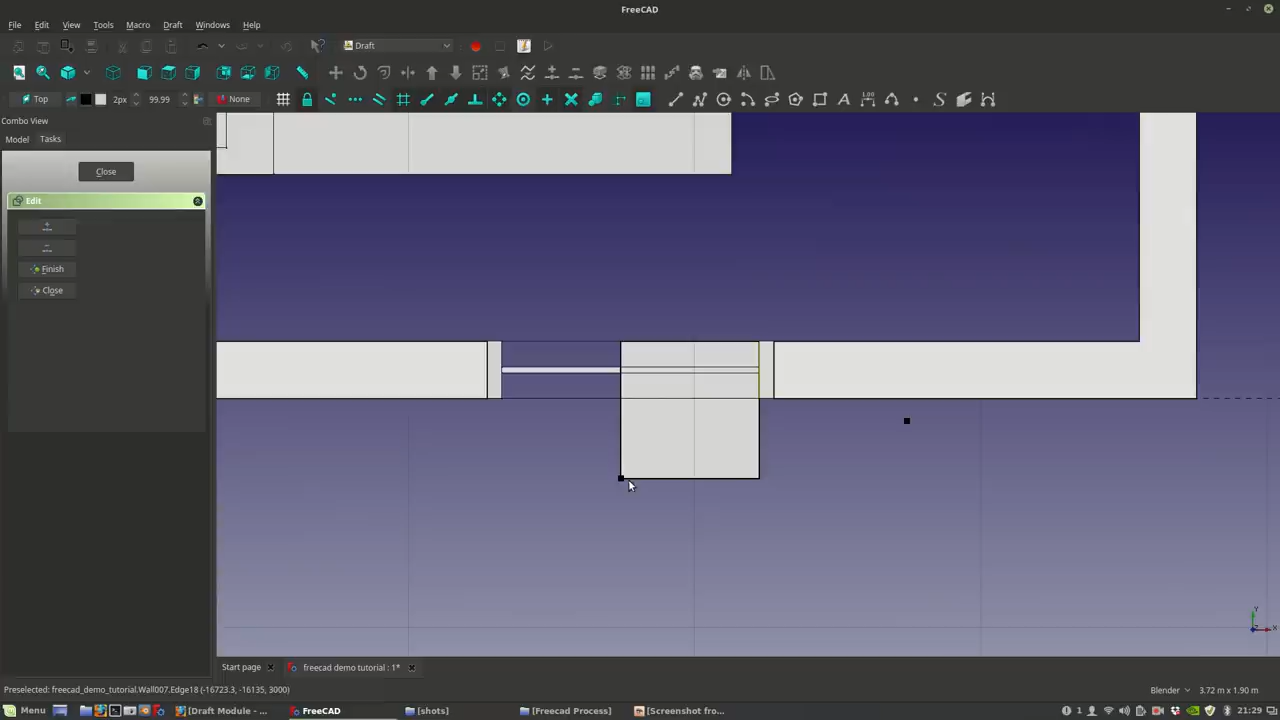 FreeCAD
File Edit View Tools Macro Draft Windows Help
Draft
Top 2px 99.99 None
Combo View
Model Tasks
Close
Edit
Finish
Close
Y
X
Start page freecad demo tutorial : 1*
Preselected: freecad_demo_tutorial.Wall007.Edge18 (-16723.3, -16135, 3000) Blender 3.72 m x 1.90 m
Menu [Draft Module - ... FreeCAD [shots] [Freecad Process] [Screenshot fro... 1 21:29